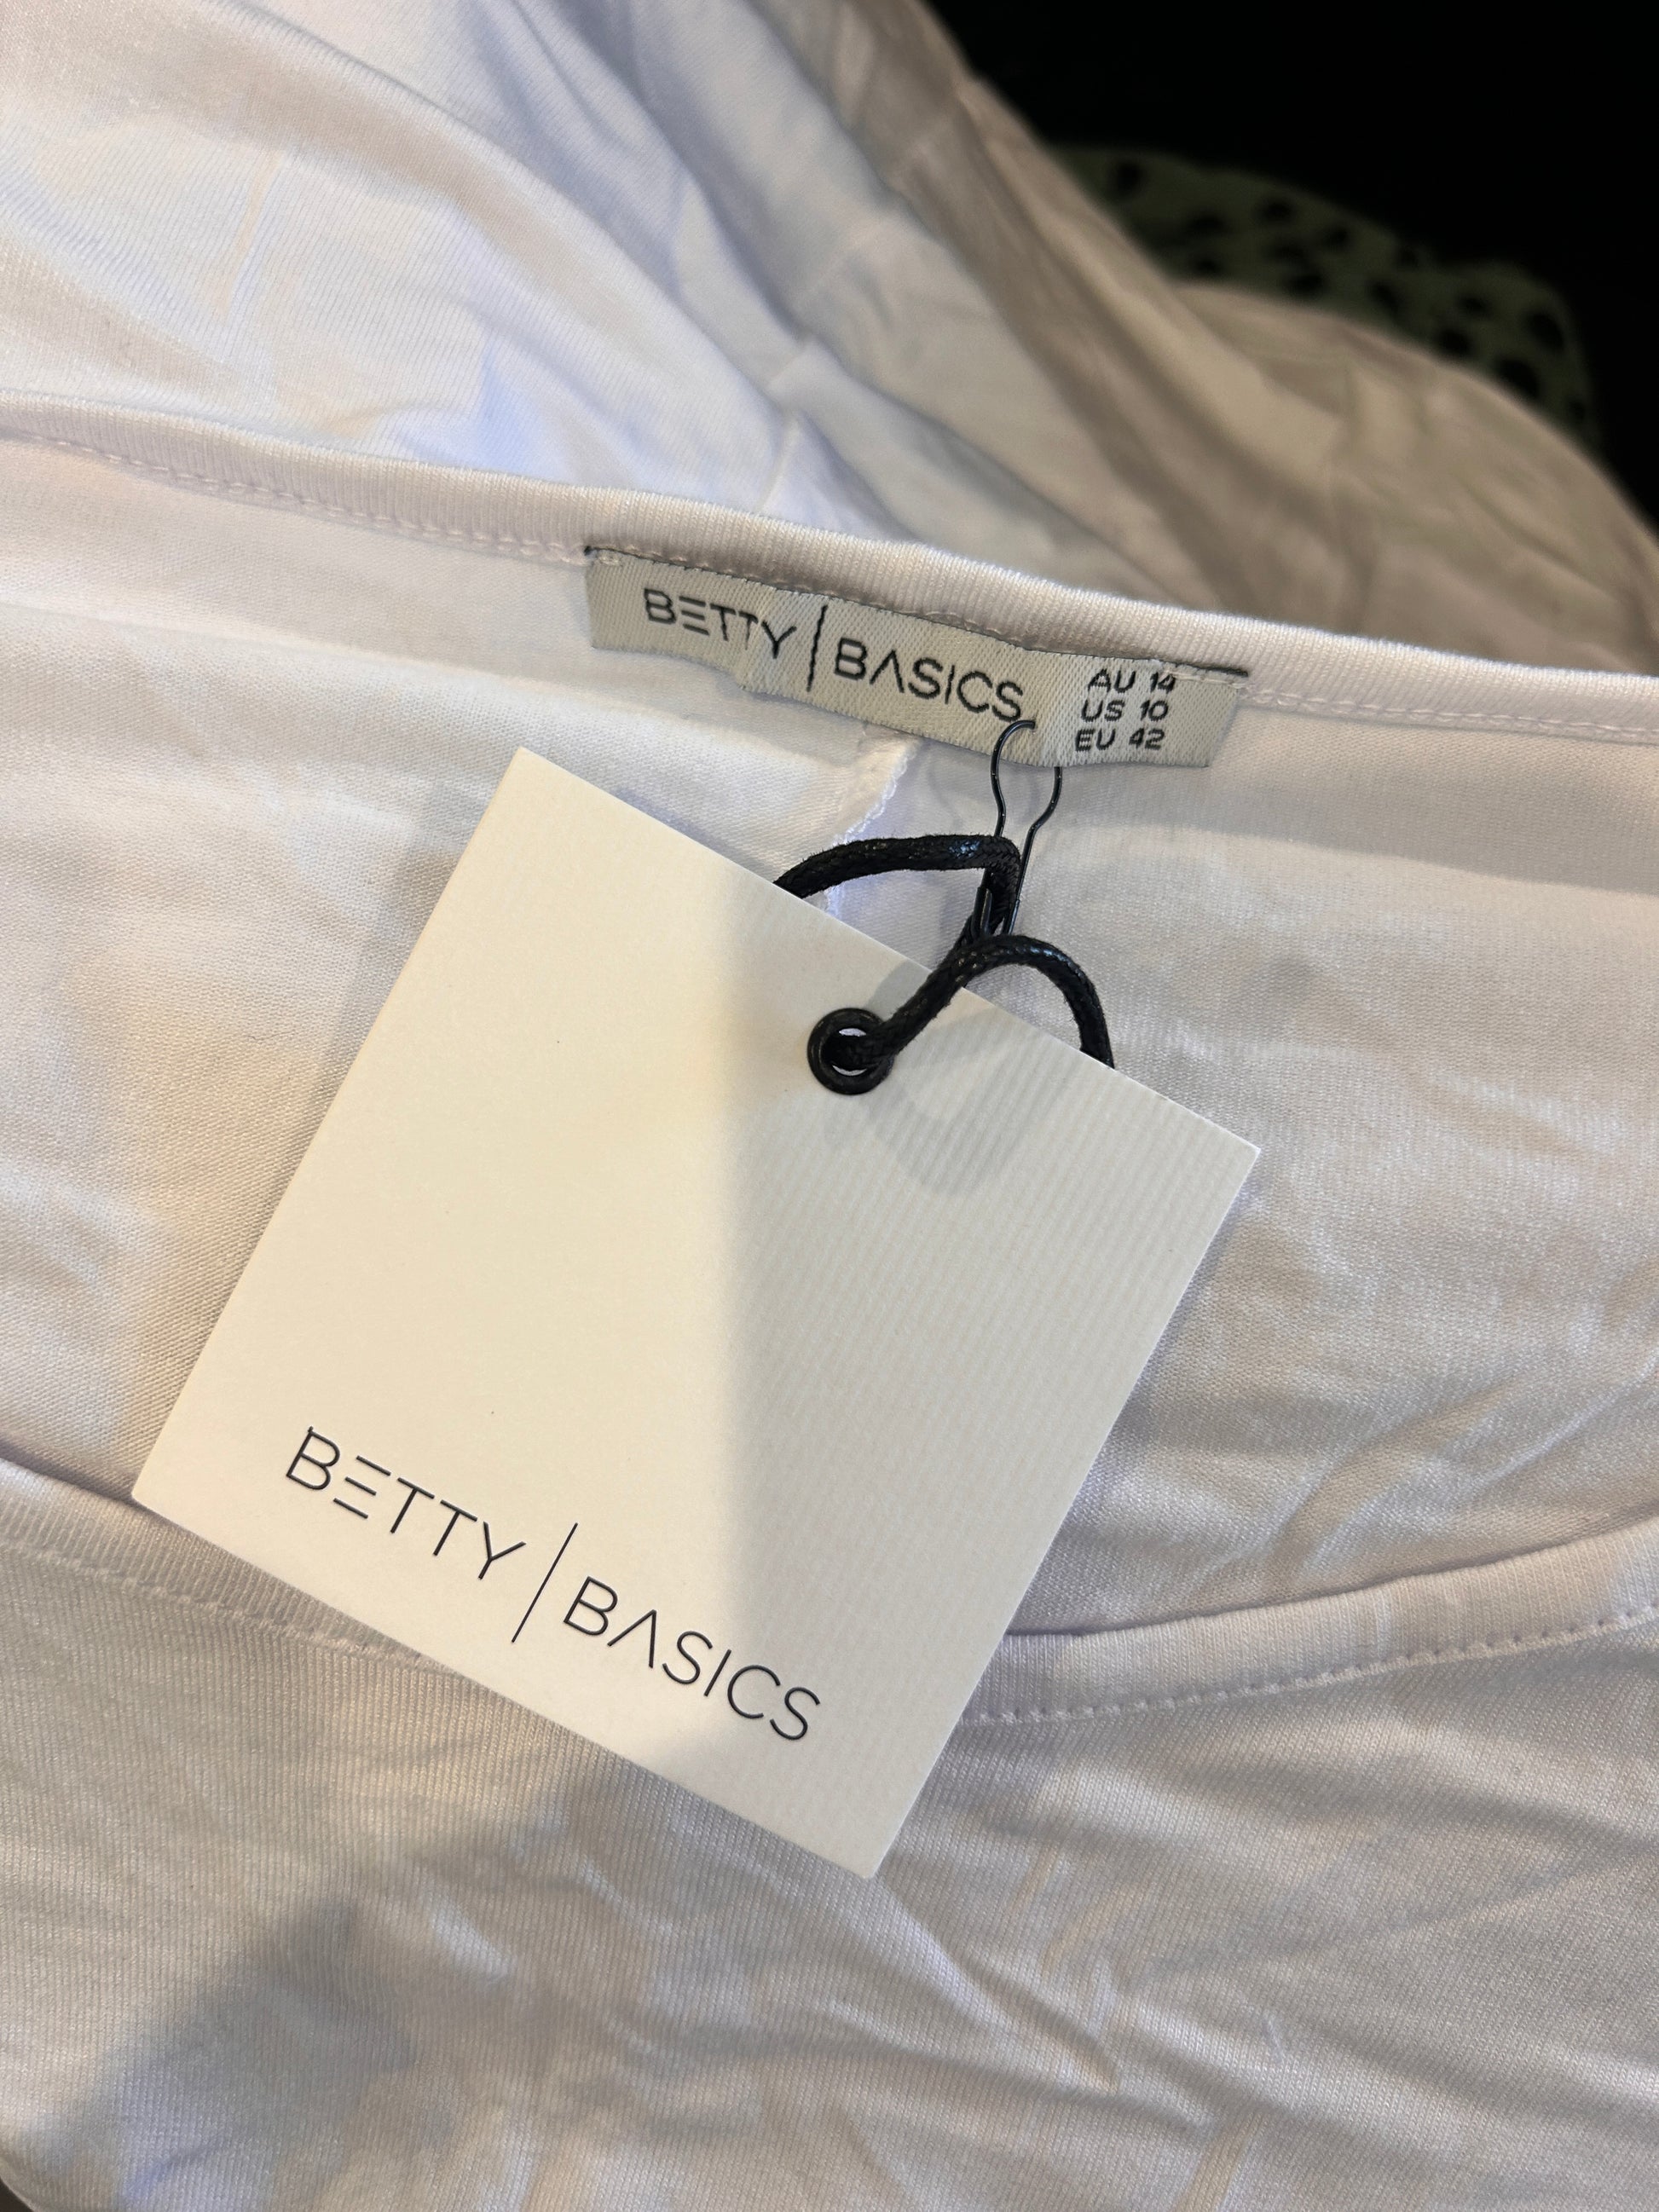 BETTY | BASICS
AU 14
US 10
EU 42
BETTY | BASICS